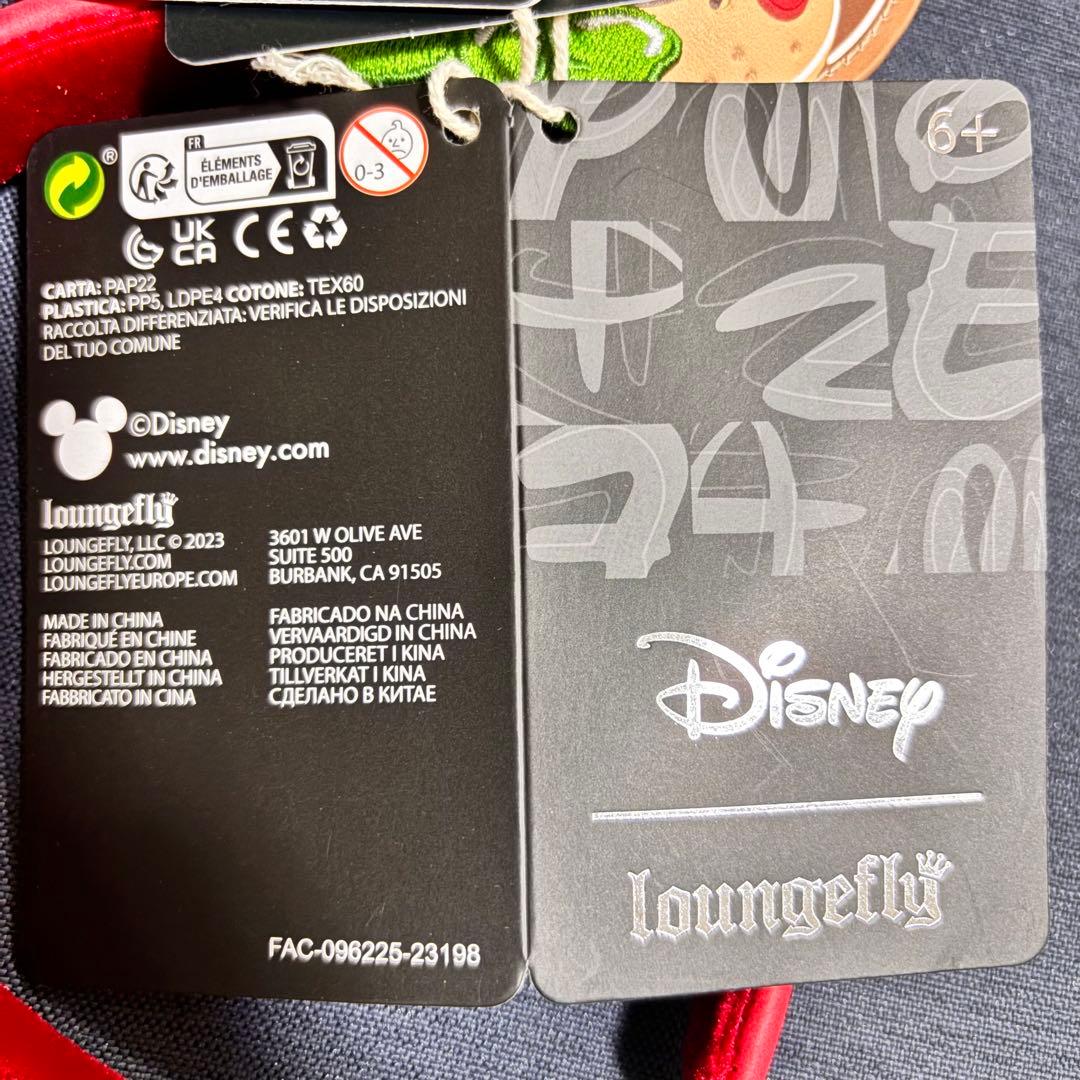 ®
FR
ÉLÉMENTS
D'EMBALLAGE
0-3
UK
CA
CE
CARTA: PAP22
PLASTICA: PP5, LDPE4 COTONE: TEX60
RACCOLTA DIFFERENZIATA: VERIFICA LE DISPOSIZIONI
DEL TUO COMUNE
©Disney
www.disney.com
loungefly
LOUNGEFLY, LLC © 2023
LOUNGEFLY.COM
LOUNGEFLYEUROPE.COM
3601 W OLIVE AVE
SUITE 500
BURBANK, CA 91505
MADE IN CHINA
FABRIQUÉ EN CHINE
FABRICADO EN CHINA
HERGESTELLT IN CHINA
FABBRICATO IN CINA
FABRICADO NA CHINA
VERVAARDIGD IN CHINA
PRODUCERET I KINA
TILLVERKAT I KINA
СДЕЛАНО В КИТАЕ
FAC-096225-23198
6+
Disney
loungefly